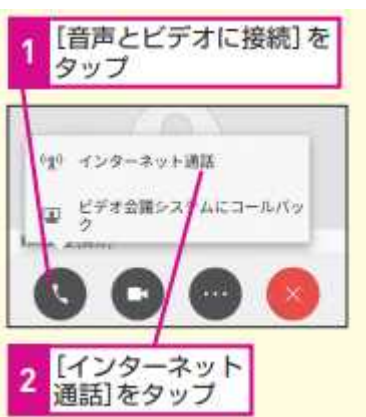 1 [音声とビデオに接続]を
タップ
インターネット通話
ビデオ会議システムにコールバッ
ク
2 [インターネット
通話]をタップ